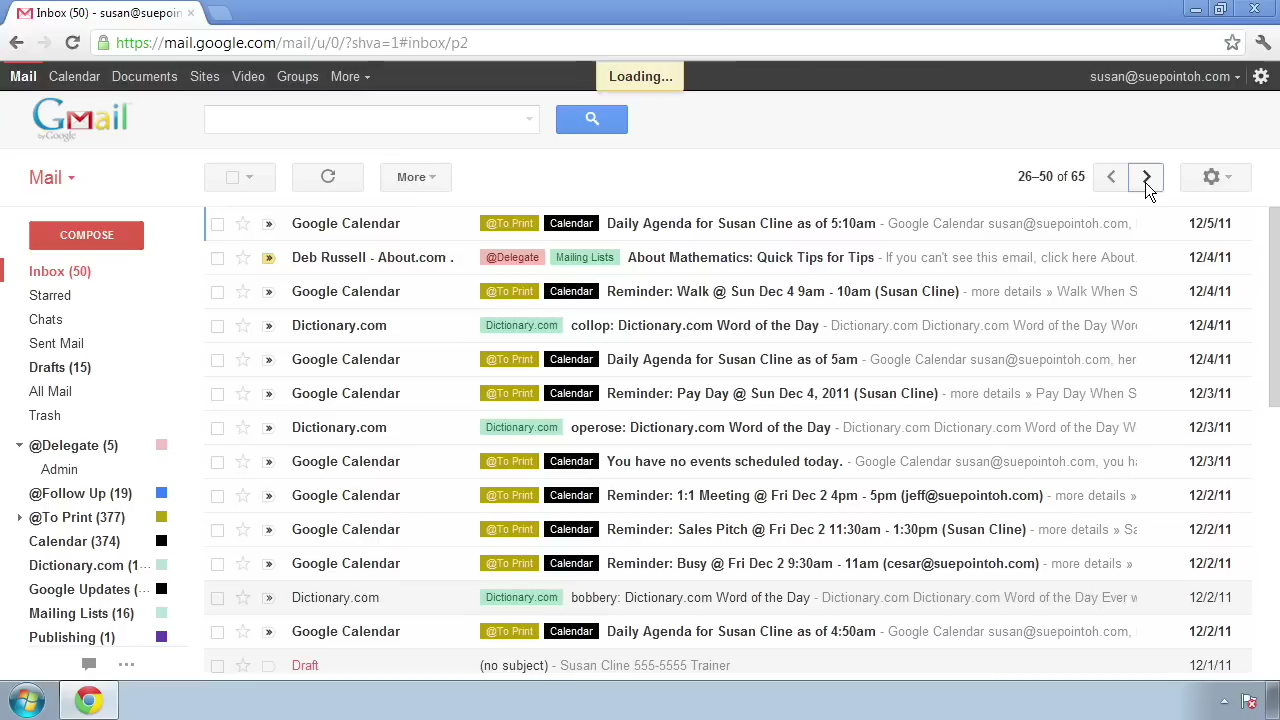 Inbox (50) - susan@suepoin
https://mail.google.com/mail/u/0/?shva=1#inbox/p2
Mail Calendar Documents Sites Video Groups More
Loading...
susan@suepointoh.com
Gmail
by Google
Mail
More
26–50 of 65
COMPOSE
Inbox (50)
Starred
Chats
Sent Mail
Drafts (15)
All Mail
Trash
@Delegate (5)
Admin
@Follow Up (19)
@To Print (377)
Calendar (374)
Dictionary.com (1...
Google Updates (...
Mailing Lists (16)
Publishing (1)
Google Calendar @To Print Calendar Daily Agenda for Susan Cline as of 5:10am - Google Calendar susan@suepointoh.com, 12/5/11
Deb Russell - About.com . @Delegate Mailing Lists About Mathematics: Quick Tips for Tips - If you can't see this email, click here About. 12/4/11
Google Calendar @To Print Calendar Reminder: Walk @ Sun Dec 4 9am - 10am (Susan Cline) - more details » Walk When S 12/4/11
Dictionary.com Dictionary.com collop: Dictionary.com Word of the Day - Dictionary.com Dictionary.com Word of the Day Wor 12/4/11
Google Calendar @To Print Calendar Daily Agenda for Susan Cline as of 5am - Google Calendar susan@suepointoh.com, her 12/4/11
Google Calendar @To Print Calendar Reminder: Pay Day @ Sun Dec 4, 2011 (Susan Cline) - more details » Pay Day When S 12/3/11
Dictionary.com Dictionary.com operose: Dictionary.com Word of the Day - Dictionary.com Dictionary.com Word of the Day W 12/3/11
Google Calendar @To Print Calendar You have no events scheduled today. - Google Calendar susan@suepointoh.com, you ha 12/3/11
Google Calendar @To Print Calendar Reminder: 1:1 Meeting @ Fri Dec 2 4pm - 5pm (jeff@suepointoh.com) - more details » 12/2/11
Google Calendar @To Print Calendar Reminder: Sales Pitch @ Fri Dec 2 11:30am - 1:30pm (Susan Cline) - more details » Sa 12/2/11
Google Calendar @To Print Calendar Reminder: Busy @ Fri Dec 2 9:30am - 11am (cesar@suepointoh.com) - more details » 12/2/11
Dictionary.com Dictionary.com bobbery: Dictionary.com Word of the Day - Dictionary.com Dictionary.com Word of the Day Ever w 12/2/11
Google Calendar @To Print Calendar Daily Agenda for Susan Cline as of 4:50am - Google Calendar susan@suepointoh.com, 12/2/11
Draft (no subject) - Susan Cline 555-5555 Trainer 12/1/11